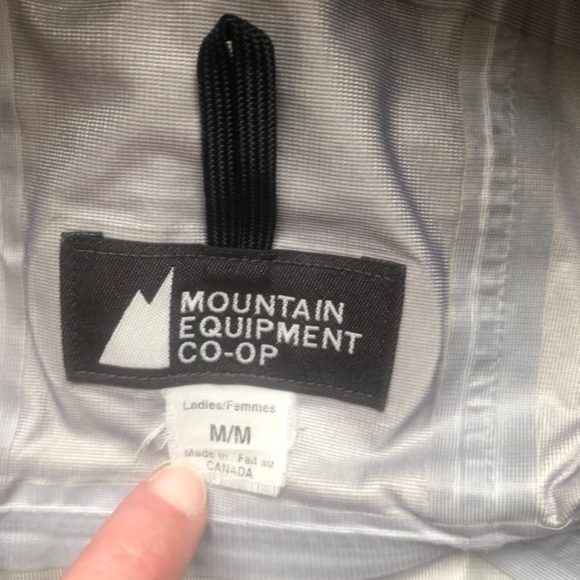 MOUNTAIN
EQUIPMENT
CO-OP
Ladies/Femmes
M/M
Made in / Fait au
CANADA